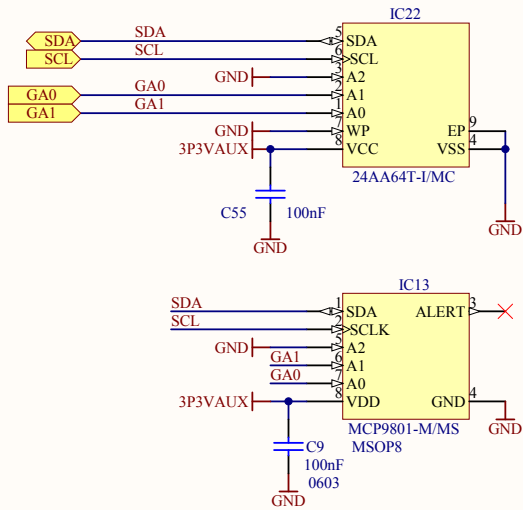 IC22
SDA SDA 5 SDA
SCL SCL 6 SCL
GND 3 A2
GA0 GA0 2 A1
GA1 GA1 1 A0
GND 7 WP EP 9
3P3VAUX 8 VCC VSS 4
24AA64T-I/MC
C55 100nF
GND GND
IC13
SDA 1 SDA ALERT 3
SCL 2 SCLK
GND 5 A2
GA1 6 A1
GA0 7 A0
3P3VAUX 8 VDD GND 4
MCP9801-M/MS
GND
C9 MSOP8
100nF
0603
GND